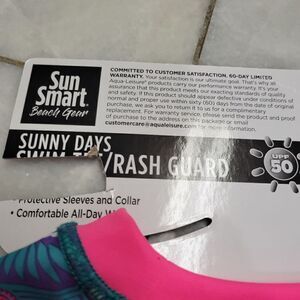 Sun
Smart
Beach Gear
COMMITTED TO CUSTOMER SATISFACTION. 60-DAY LIMITED
WARRANTY. Your 100% satisfaction is our ultimate goal. That's why all
Aqua-Leisure® products carry our performance warranty. It's your
assurance that this product meets our exacting standards of quality
and safety. If this product should appear defective under conditions of
normal and proper use within sixty (60) days from the date of original
purchase, we ask you to return it to us for a complimentary
replacement. For warranty service, please send the product and proof
of purchase to the address on this package or email
customercare@aqualeisure.com for more information.
SUNNY DAYS
SWIM TEE/RASH GUARD
UPF
50
• Protective Sleeves and Collar
• Comfortable All-Day